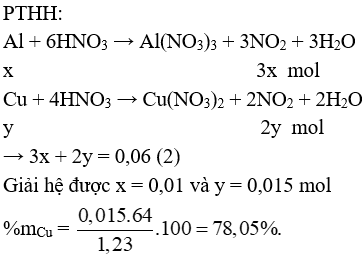 PTHH:
Al + 6HNO₃ → Al(NO₃)₃ + 3NO₂ + 3H₂O
x 3x mol
Cu + 4HNO₃ → Cu(NO₃)₂ + 2NO₂ + 2H₂O
y 2y mol
→ 3x + 2y = 0,06 (2)
Giải hệ được x = 0,01 và y = 0,015 mol
%m_Cu = \frac{0,015.64}{1,23}.100 = 78,05%.